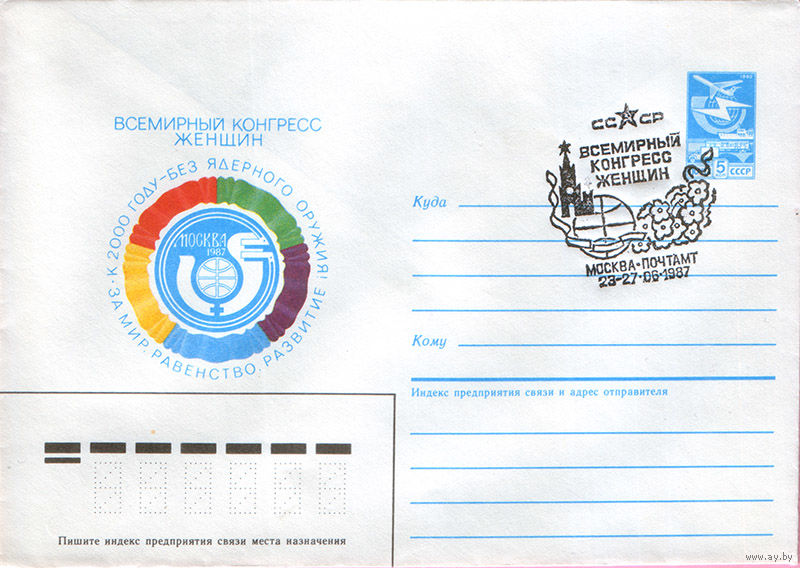 ВСЕМИРНЫЙ КОНГРЕСС
ЖЕНЩИН
К 2000 ГОДУ-БЕЗ ЯДЕРНОГО ОРУЖИЯ!
ЗА МИР, РАВЕНСТВО, РАЗВИТИЕ
МОСКВА
1987
СССР
ВСЕМИРНЫЙ
КОНГРЕСС
ЖЕНЩИН
МОСКВА-ПОЧТАМТ
23-27-06-1987
5
СССР
Куда
Кому
Индекс предприятия связи и адрес отправителя
Пишите индекс предприятия связи места назначения
www.ay.by